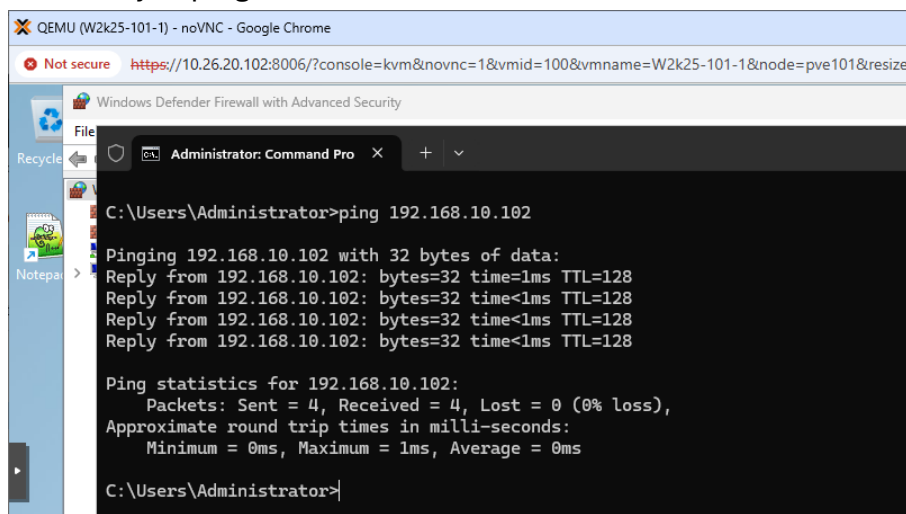 QEMU (W2k25-101-1) - noVNC - Google Chrome
Not secure https://10.26.20.102:8006/?console=kvm&novnc=1&vmid=100&vmname=W2k25-101-1&node=pve101&resize
Windows Defender Firewall with Advanced Security
File
Recycle
Administrator: Command Pro
C:\Users\Administrator>ping 192.168.10.102
Pinging 192.168.10.102 with 32 bytes of data:
Reply from 192.168.10.102: bytes=32 time=1ms TTL=128
Reply from 192.168.10.102: bytes=32 time<1ms TTL=128
Reply from 192.168.10.102: bytes=32 time<1ms TTL=128
Reply from 192.168.10.102: bytes=32 time<1ms TTL=128
Notepa
Ping statistics for 192.168.10.102:
Packets: Sent = 4, Received = 4, Lost = 0 (0% loss),
Approximate round trip times in milli-seconds:
Minimum = 0ms, Maximum = 1ms, Average = 0ms
C:\Users\Administrator>